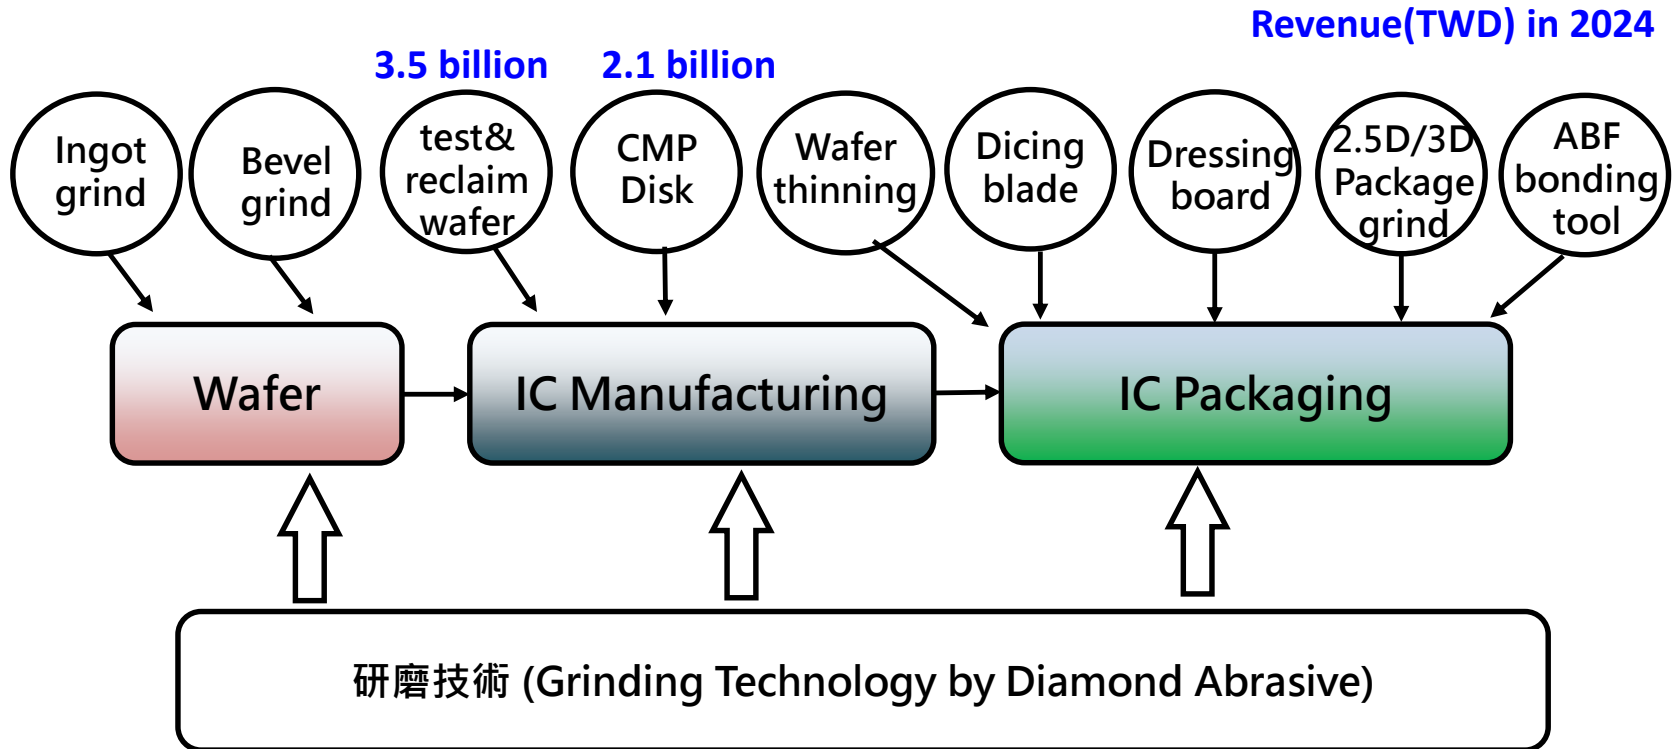 Revenue(TWD) in 2024
3.5 billion
2.1 billion
Ingot
grind
Bevel
grind
test&
reclaim
wafer
CMP
Disk
Wafer
thinning
Dicing
blade
Dressing
board
2.5D/3D
Package
grind
ABF
bonding
tool
Wafer
IC Manufacturing
IC Packaging
研磨技術 (Grinding Technology by Diamond Abrasive)